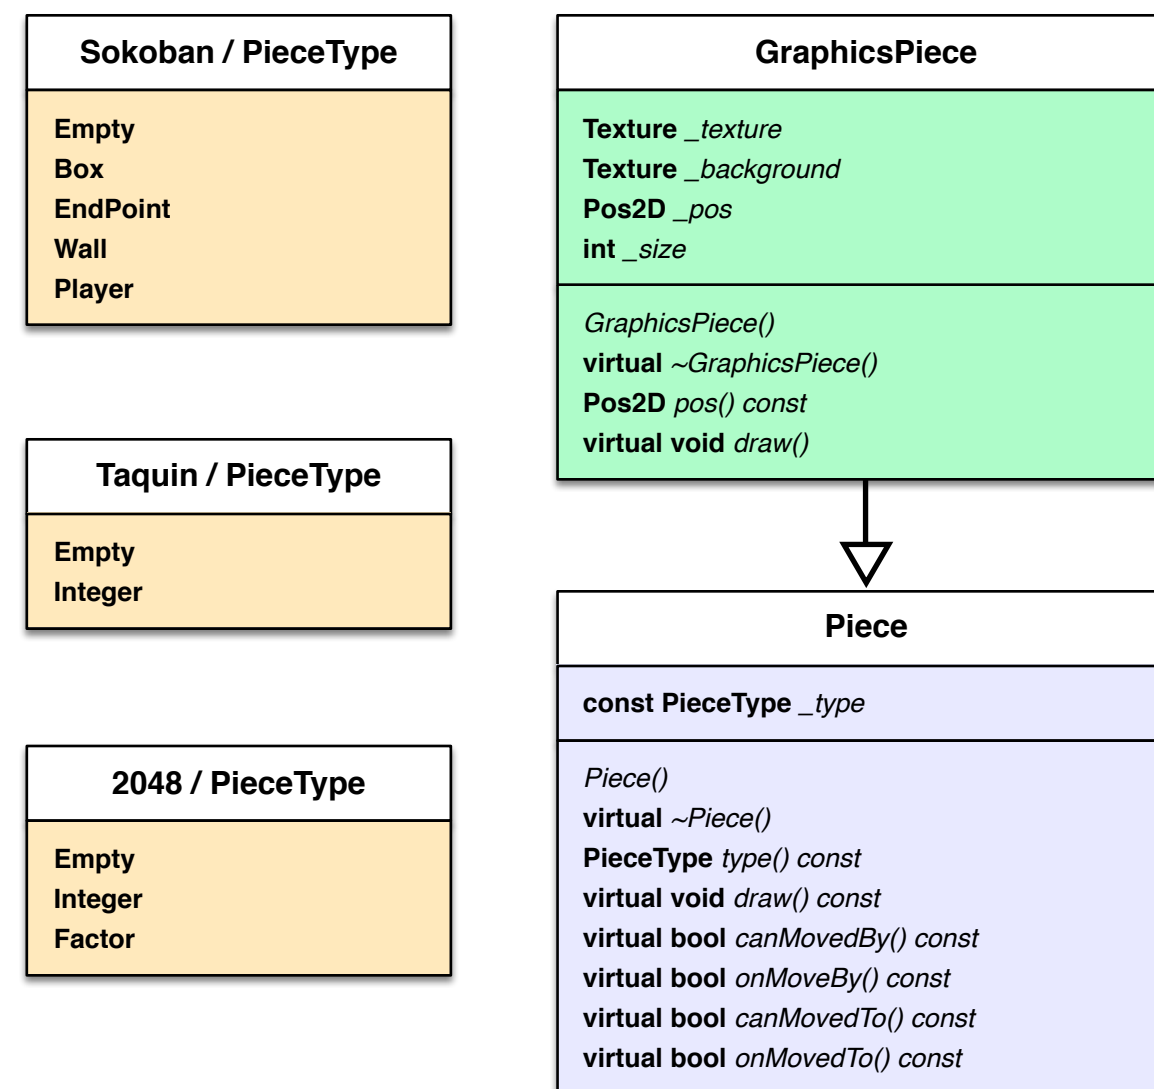 Sokoban / PieceType
Empty
Box
EndPoint
Wall
Player
Taquin / PieceType
Empty
Integer
2048 / PieceType
Empty
Integer
Factor
GraphicsPiece
Texture _texture
Texture _background
Pos2D _pos
int _size
GraphicsPiece()
virtual ~GraphicsPiece()
Pos2D pos() const
virtual void draw()
Piece
const PieceType _type
Piece()
virtual ~Piece()
PieceType type() const
virtual void draw() const
virtual bool canMovedBy() const
virtual bool onMoveBy() const
virtual bool canMovedTo() const
virtual bool onMovedTo() const